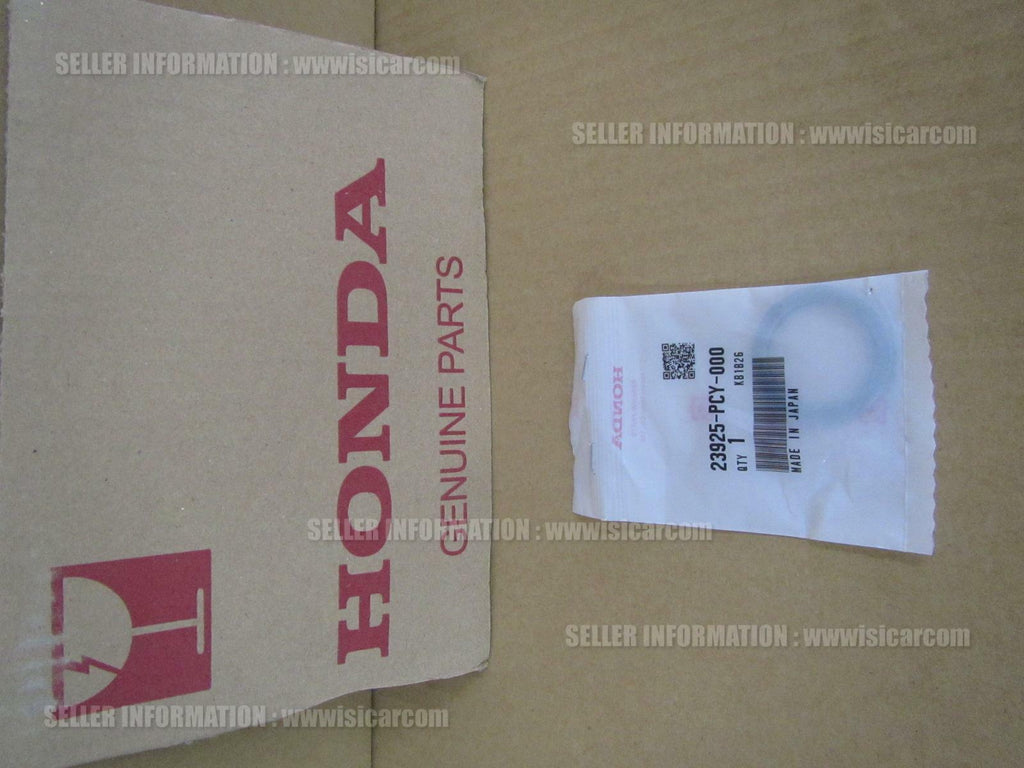 SELLER INFORMATION : wwwisicarcom
SELLER INFORMATION : wwwisicarcom
HONDA
GENUINE PARTS
HONDA
23925-PCY-000
QTY 1
K81826
MADE IN JAPAN
SELLER INFORMATION : wwwisicarcom
SELLER INFORMATION : wwwisicarcom
SELLER INFORMATION : wwwisicarcom